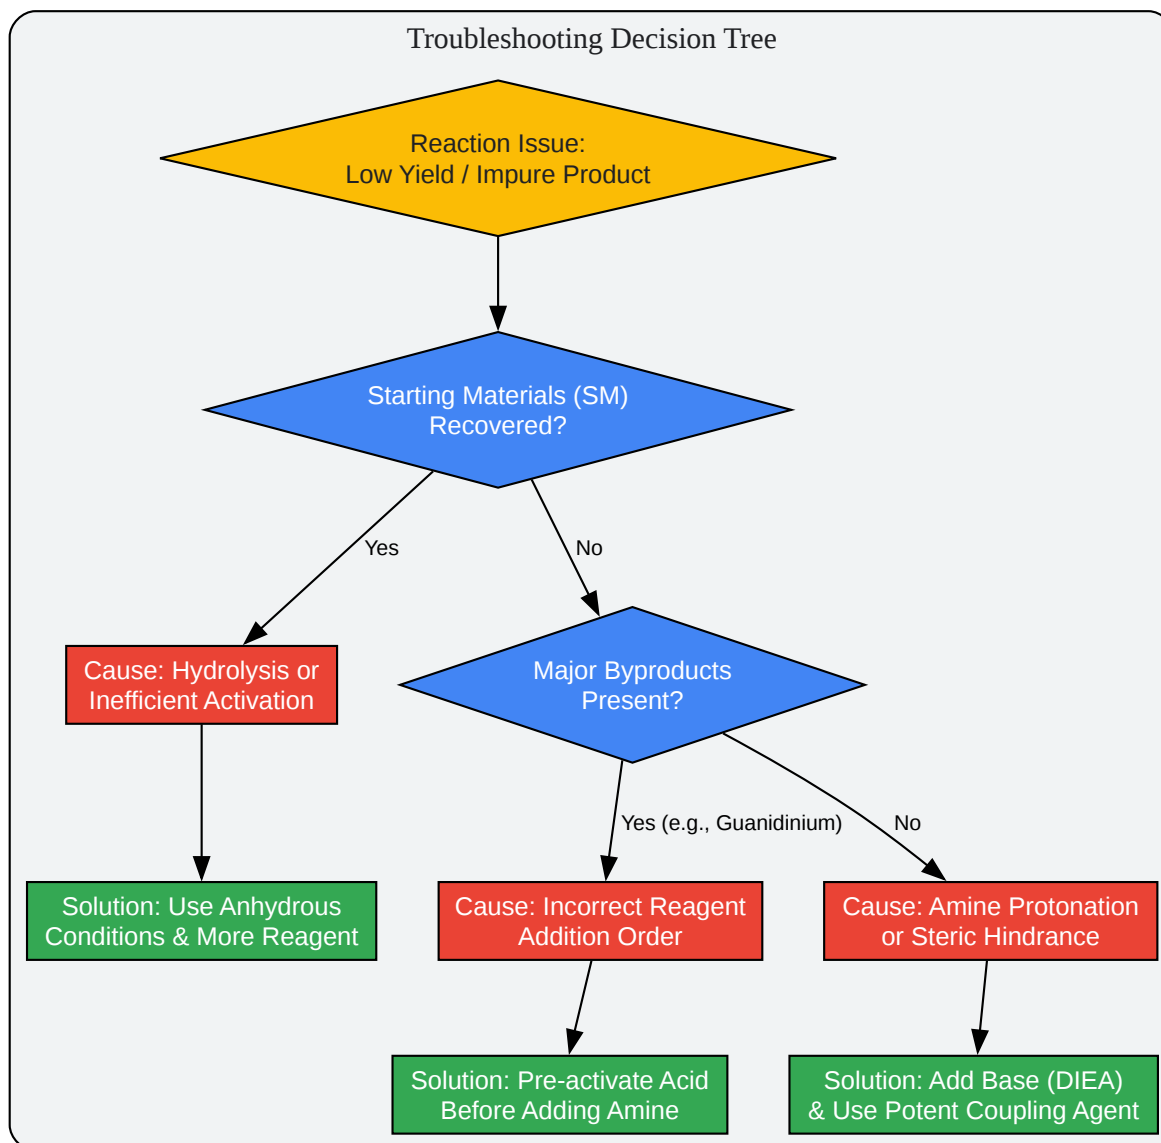 Troubleshooting Decision Tree
Reaction Issue:
Low Yield / Impure Product
Starting Materials (SM)
Recovered?
Yes
No
Cause: Hydrolysis or
Inefficient Activation
Major Byproducts
Present?
Yes (e.g., Guanidinium)
No
Solution: Use Anhydrous
Conditions & More Reagent
Cause: Incorrect Reagent
Addition Order
Cause: Amine Protonation
or Steric Hindrance
Solution: Pre-activate Acid
Before Adding Amine
Solution: Add Base (DIEA)
& Use Potent Coupling Agent